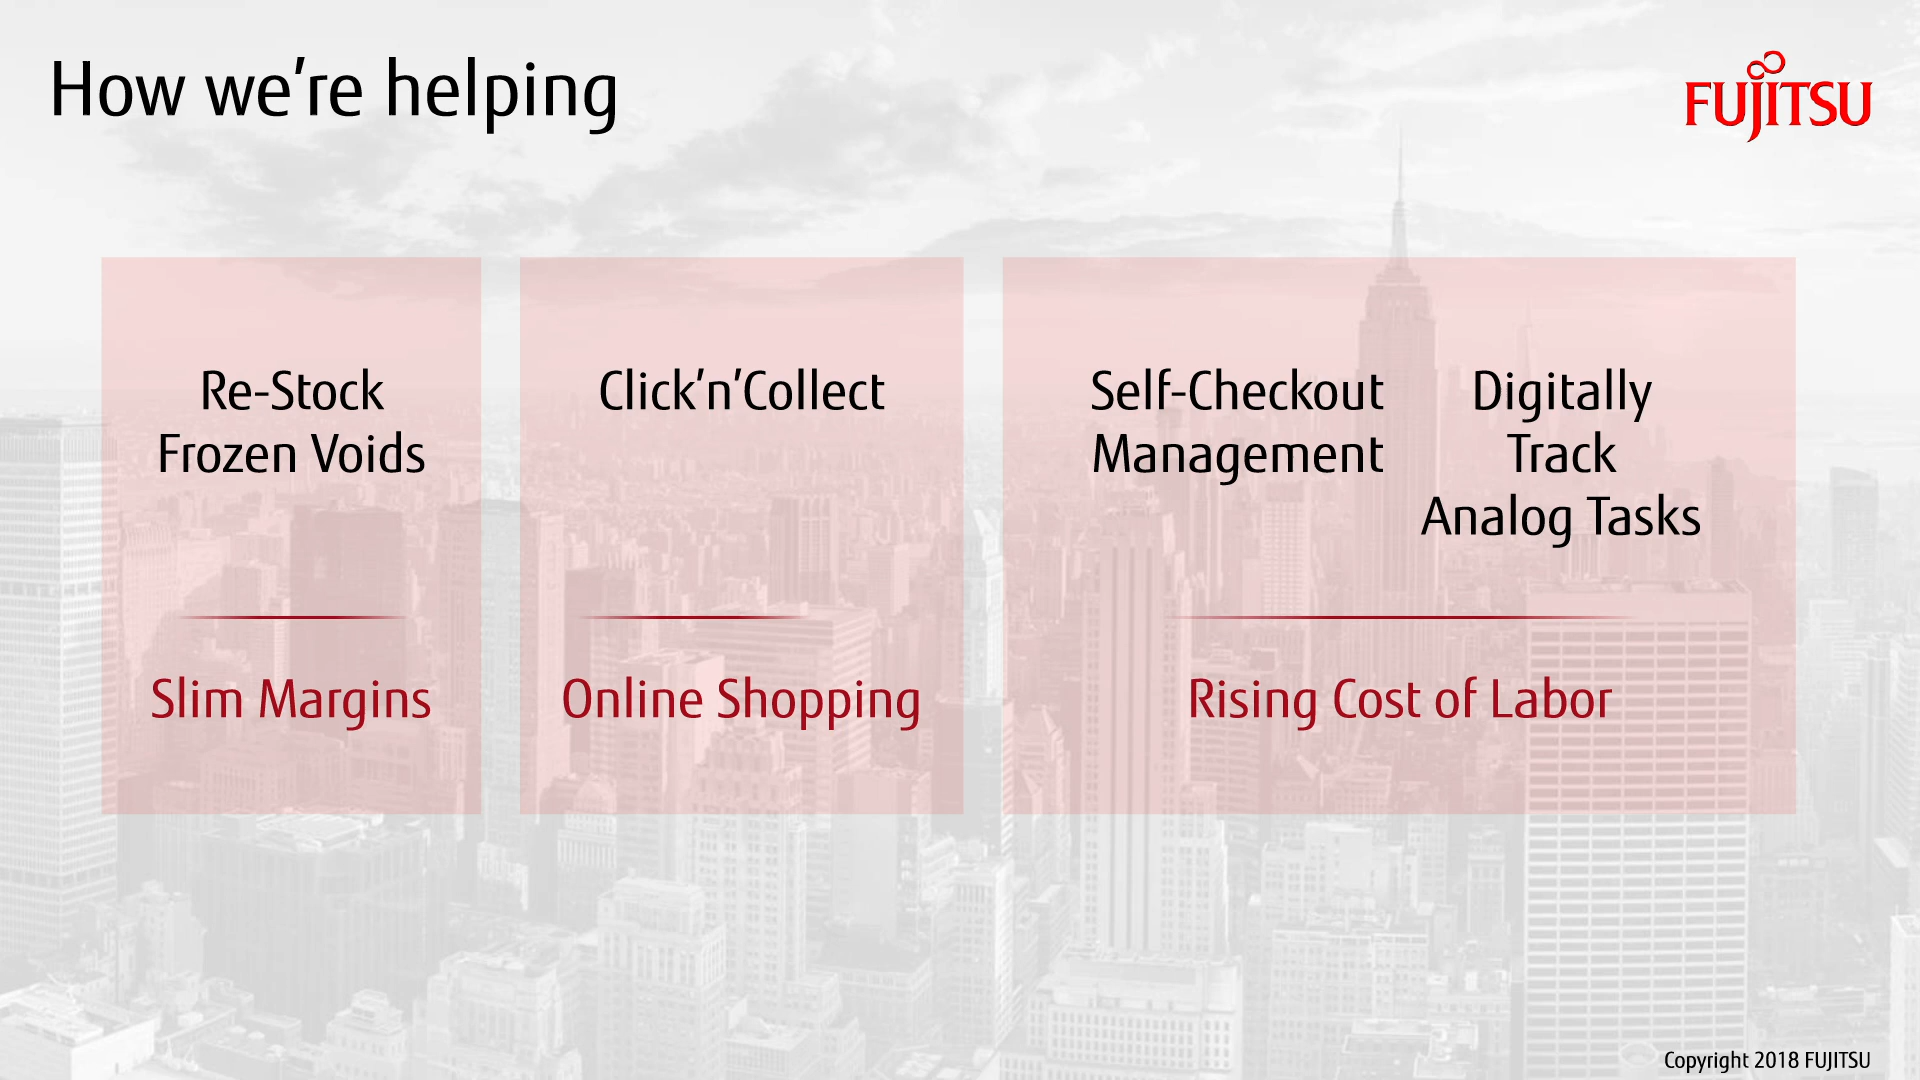 How we’re helping
FUJITSU
Re-Stock
Frozen Voids
Slim Margins
Click’n’Collect
Online Shopping
Self-Checkout
Management
Digitally
Track
Analog Tasks
Rising Cost of Labor
Copyright 2018 FUJITSU